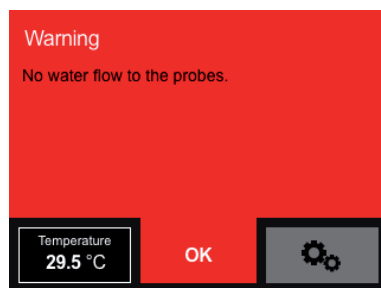 Warning
No water flow to the probes.
Temperature
29.5 °C
OK